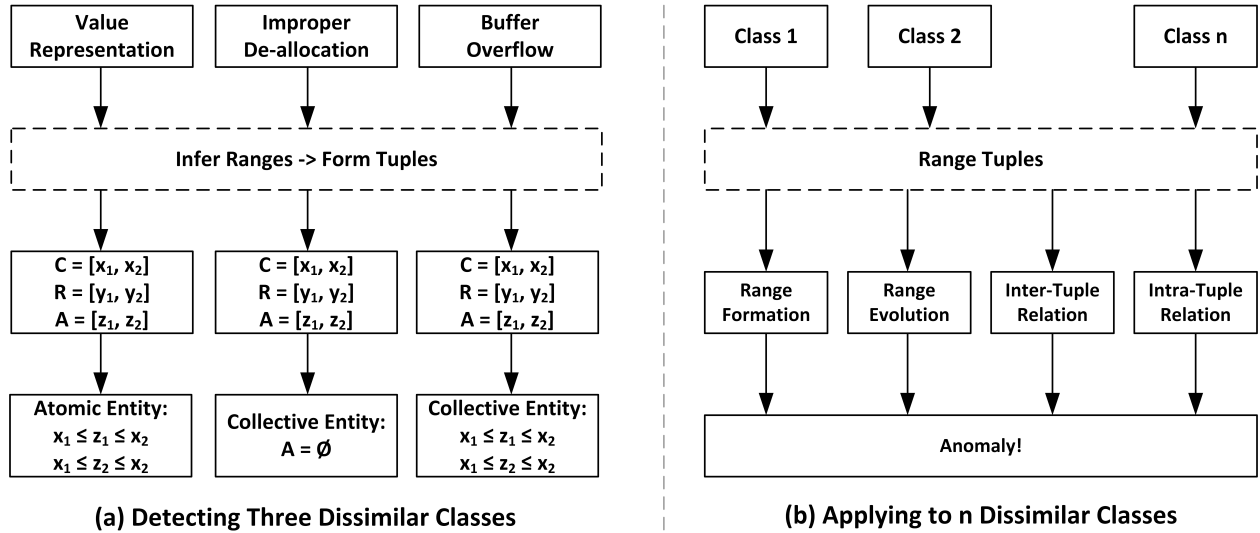 Value
Representation
Improper
De-allocation
Buffer
Overflow
Infer Ranges -> Form Tuples
C = [x₁, x₂]
R = [y₁, y₂]
A = [z₁, z₂]
C = [x₁, x₂]
R = [y₁, y₂]
A = [z₁, z₂]
C = [x₁, x₂]
R = [y₁, y₂]
A = [z₁, z₂]
Atomic Entity:
x₁ ≤ z₁ ≤ x₂
x₁ ≤ z₂ ≤ x₂
Collective Entity:
A = Ø
Collective Entity:
x₁ ≤ z₁ ≤ x₂
x₁ ≤ z₂ ≤ x₂
(a) Detecting Three Dissimilar Classes
Class 1
Class 2
Class n
Range Tuples
Range
Formation
Range
Evolution
Inter-Tuple
Relation
Intra-Tuple
Relation
Anomaly!
(b) Applying to n Dissimilar Classes